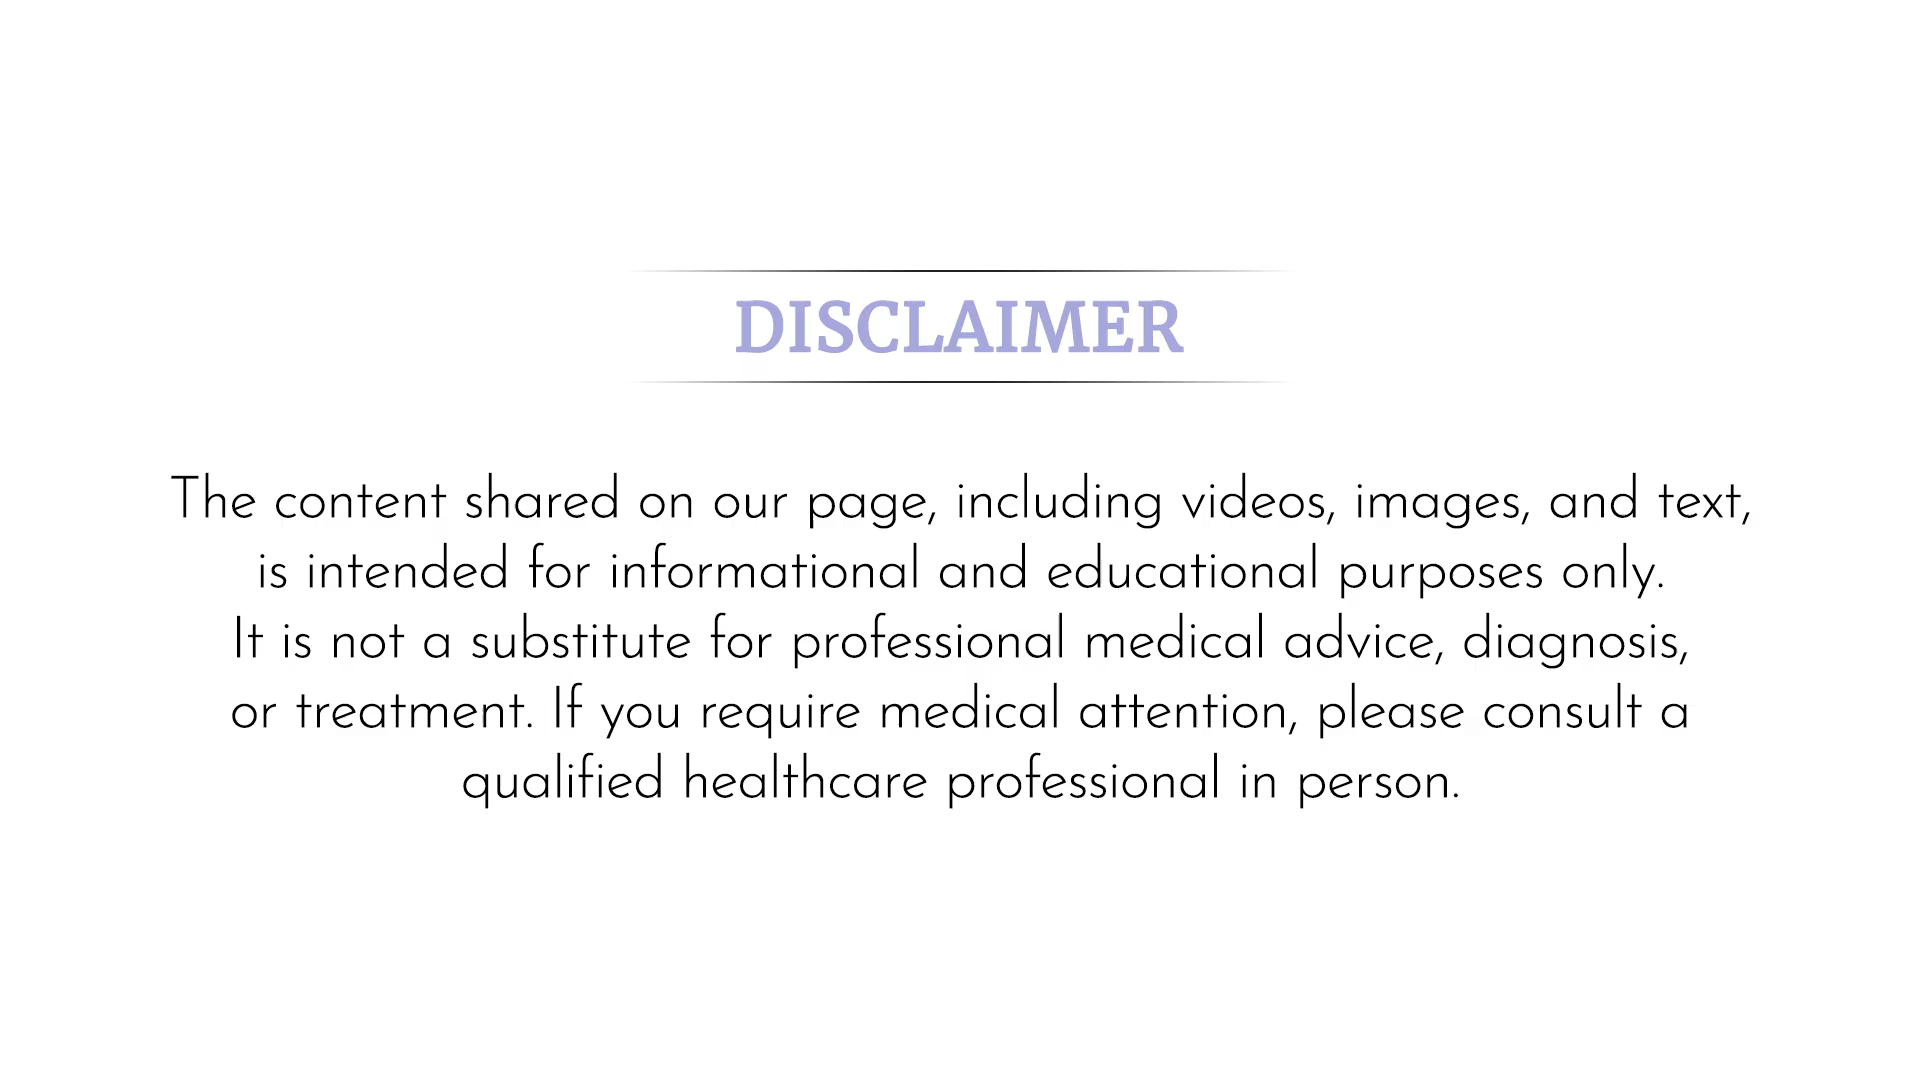 DISCLAIMER
The content shared on our page, including videos, images, and text,
is intended for informational and educational purposes only.
It is not a substitute for professional medical advice, diagnosis,
or treatment. If you require medical attention, please consult a
qualified healthcare professional in person.